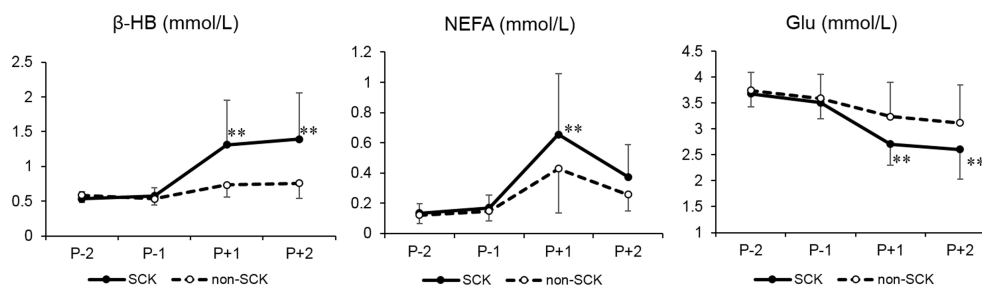 β-HB (mmol/L)
2.5
2
1.5
1
0.5
0
**
**
P-2 P-1 P+1 P+2
SCK non-SCK
NEFA (mmol/L)
1.2
1
0.8
0.6
0.4
0.2
0
**
P-2 P-1 P+1 P+2
SCK non-SCK
Glu (mmol/L)
4.5
4
3.5
3
2.5
2
1.5
1
**
**
P-2 P-1 P+1 P+2
SCK non-SCK